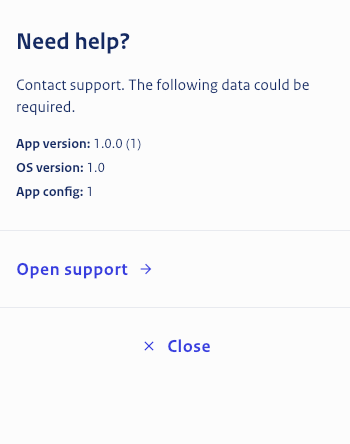 Need help?
Contact support. The following data could be
required.
App version: 1.0.0 (1)
OS version: 1.0
App config: 1
Open support
Close